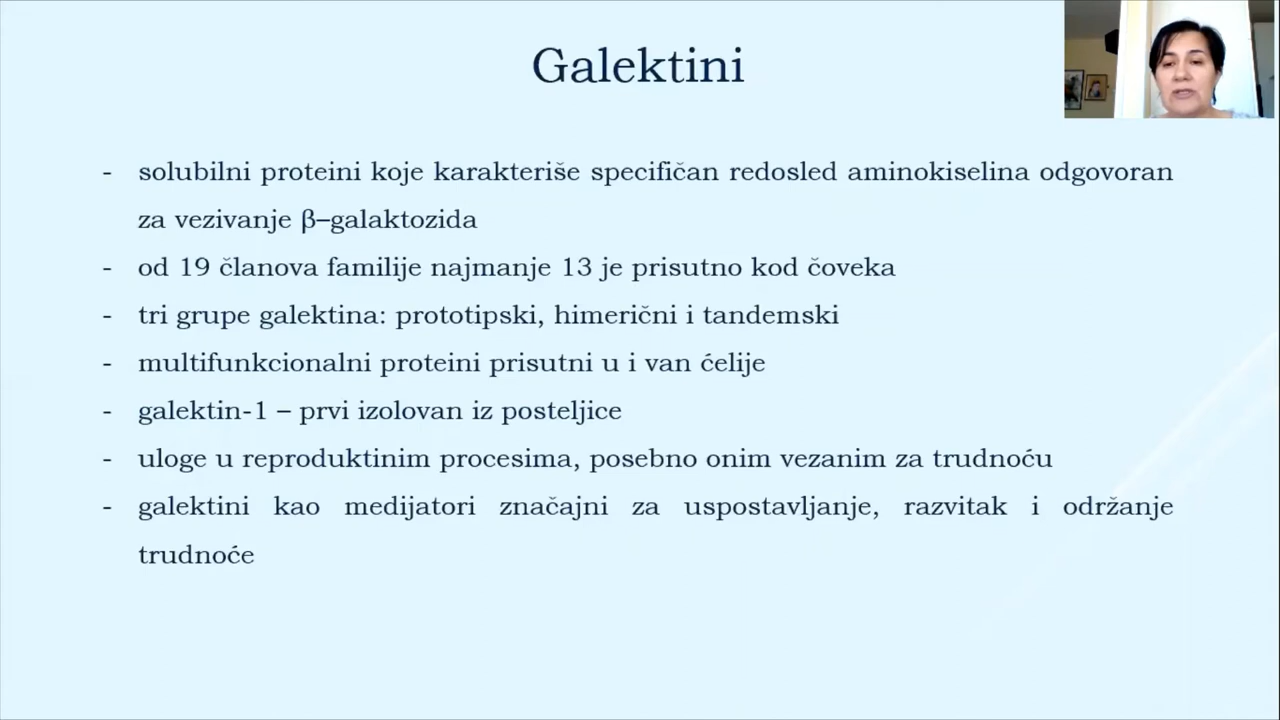 Galektini
- solubilni proteini koje karakteriše specifičan redosled aminokiselina odgovoran
za vezivanje β–galaktozida
- od 19 članova familije najmanje 13 je prisutno kod čoveka
- tri grupe galektina: prototipski, himerični i tandemski
- multifunkcionalni proteini prisutni u i van ćelije
- galektin-1 – prvi izolovan iz posteljice
- uloge u reproduktinim procesima, posebno onim vezanim za trudnoću
- galektini kao medijatori značajni za uspostavljanje, razvitak i održanje
trudnoće